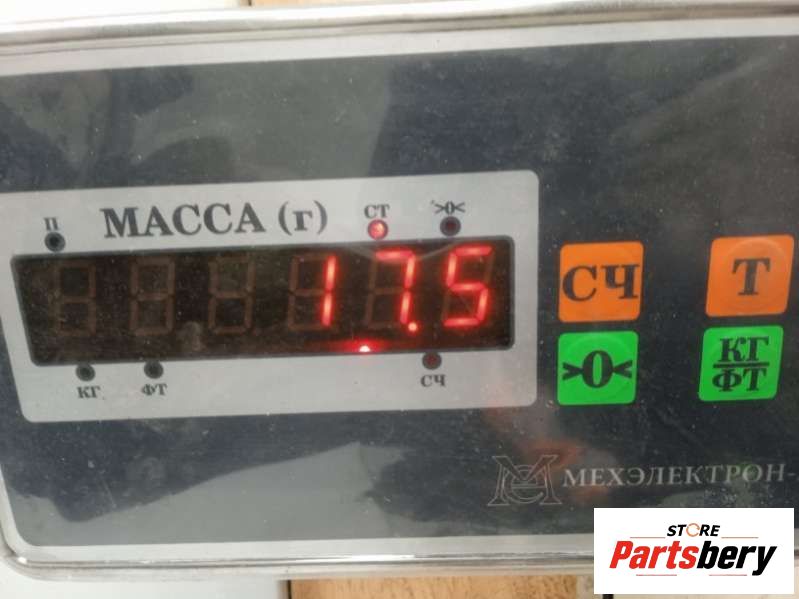 П МАССА (г) СТ >0<
17.5
КГ ФТ СЧ
СЧ Т
>0< КГ/ФТ
МЕХЭЛЕКТРОН-
STORE
Partsbery